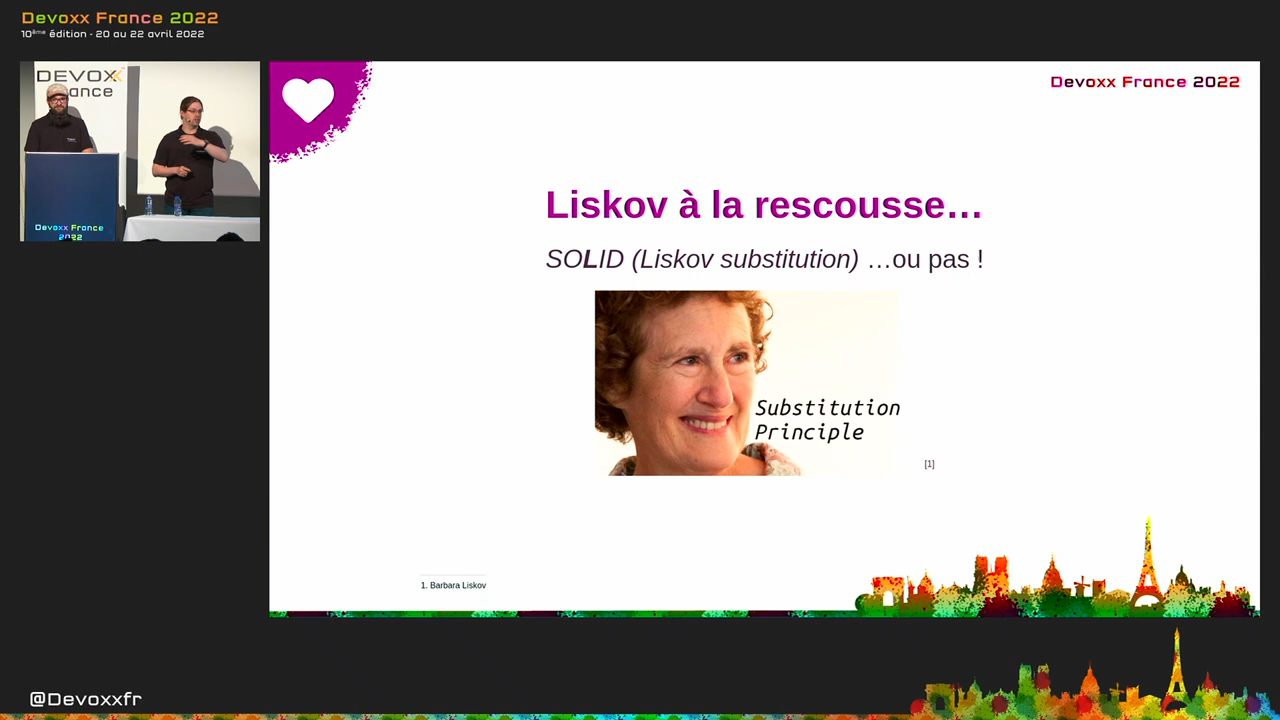 Devoxx France 2022
10ème édition - 20 au 22 avril 2022
DEVOXX
ance
Devoxx France
2022
Devoxx France 2022
Liskov à la rescousse…
SOLID (Liskov substitution) …ou pas !
Substitution
Principle
[1]
1. Barbara Liskov
@Devoxxfr